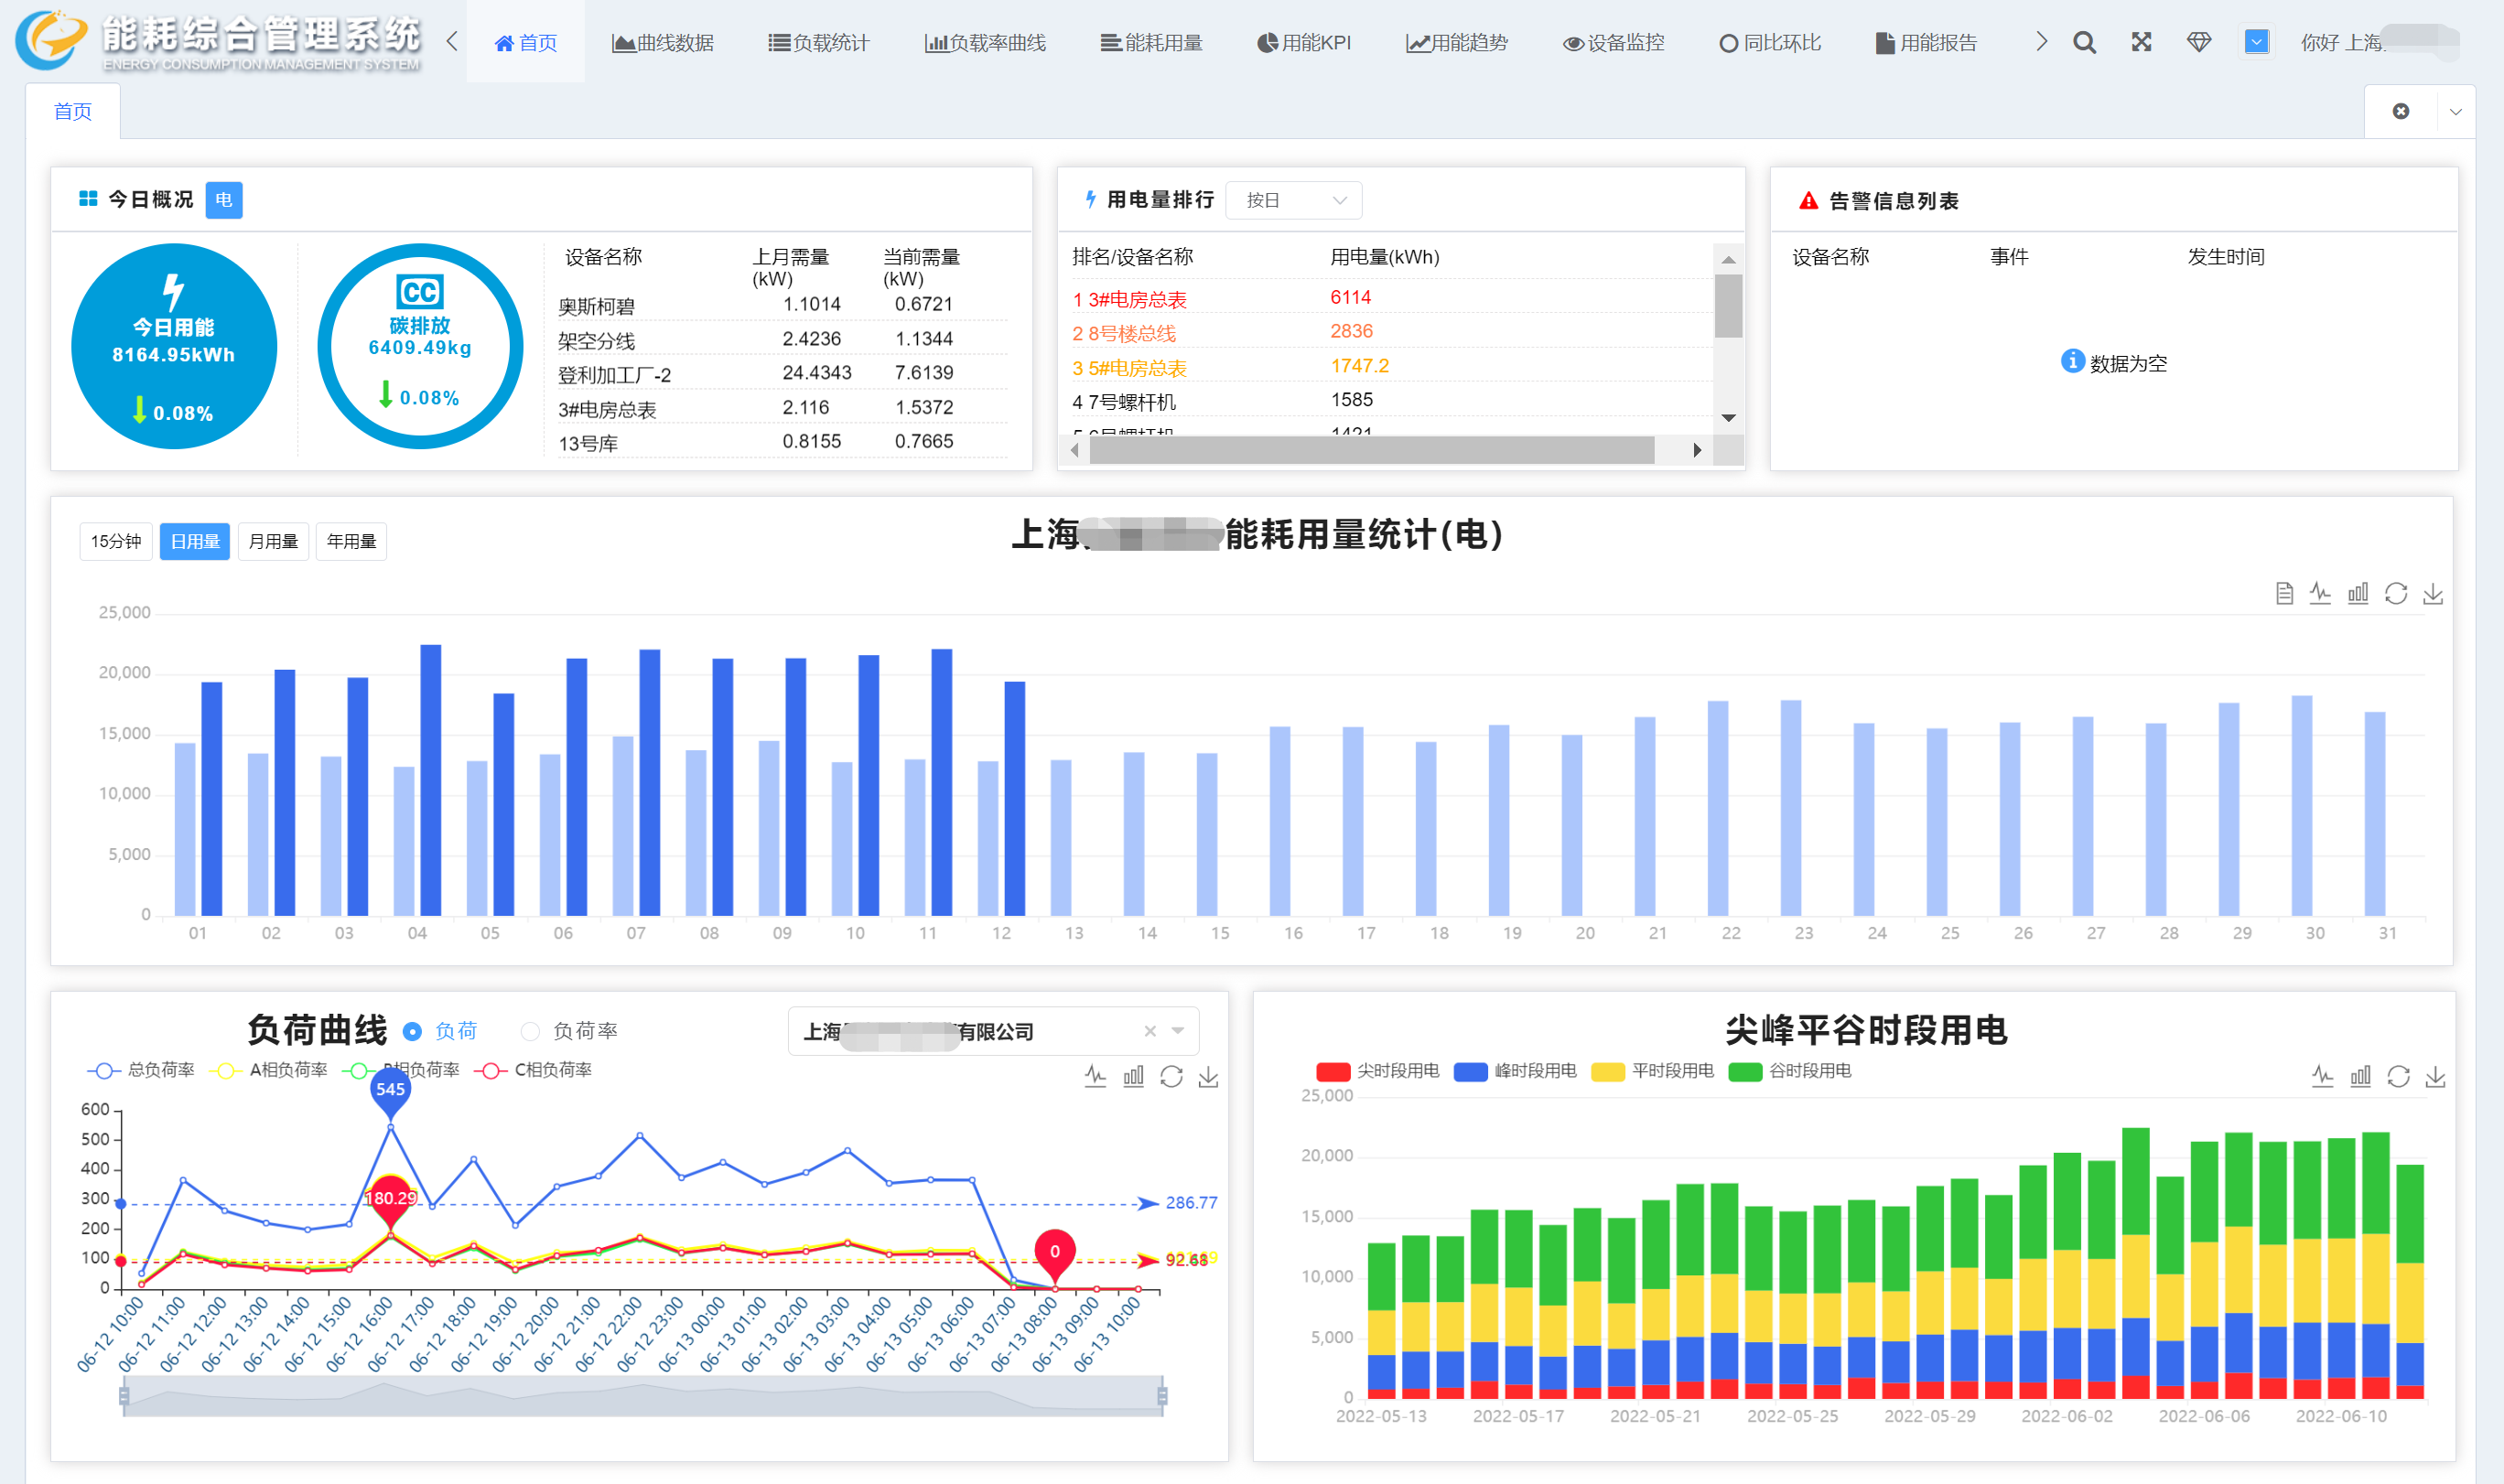 能耗综合管理系统
ENERGY CONSUMPTION MANAGEMENT SYSTEM
首页 曲线数据 负载统计 负载率曲线 能耗用量 用能KPI 用能趋势 设备监控 同比环比 用能报告 你好 上海
首页
今日概况 电
今日用能
8164.95kWh
0.08%
CC
碳排放
6409.49kg
0.08%
设备名称 上月需量(kW) 当前需量(kW)
奥斯柯碧 1.1014 0.6721
架空分线 2.4236 1.1344
登利加工厂-2 24.4343 7.6139
3#电房总表 2.116 1.5372
13号库 0.8155 0.7665
用电量排行 按日
排名/设备名称 用电量(kWh)
1 3#电房总表 6114
2 8号楼总线 2836
3 5#电房总表 1747.2
4 7号螺杆机 1585
5 6号螺杆机 1421
告警信息列表
设备名称 事件 发生时间
数据为空
15分钟 日用量 月用量 年用量
上海 能耗用量统计(电)
25,000
20,000
15,000
10,000
5,000
0
01 02 03 04 05 06 07 08 09 10 11 12 13 14 15 16 17 18 19 20 21 22 23 24 25 26 27 28 29 30 31
负荷曲线 负荷 负荷率
上海 有限公司
总负荷率 A相负荷率 B相负荷率 C相负荷率
545
180.29
0
286.77
92.68
600
500
400
300
200
100
0
06-12 10:00 06-12 11:00 06-12 12:00 06-12 13:00 06-12 14:00 06-12 15:00 06-12 16:00 06-12 17:00 06-12 18:00 06-12 19:00 06-12 20:00 06-12 21:00 06-12 22:00 06-12 23:00 06-13 00:00 06-13 01:00 06-13 02:00 06-13 03:00 06-13 04:00 06-13 05:00 06-13 06:00 06-13 07:00 06-13 08:00 06-13 09:00 06-13 10:00
尖峰平谷时段用电
尖时段用电 峰时段用电 平时段用电 谷时段用电
25,000
20,000
15,000
10,000
5,000
0
2022-05-13 2022-05-17 2022-05-21 2022-05-25 2022-05-29 2022-06-02 2022-06-06 2022-06-10